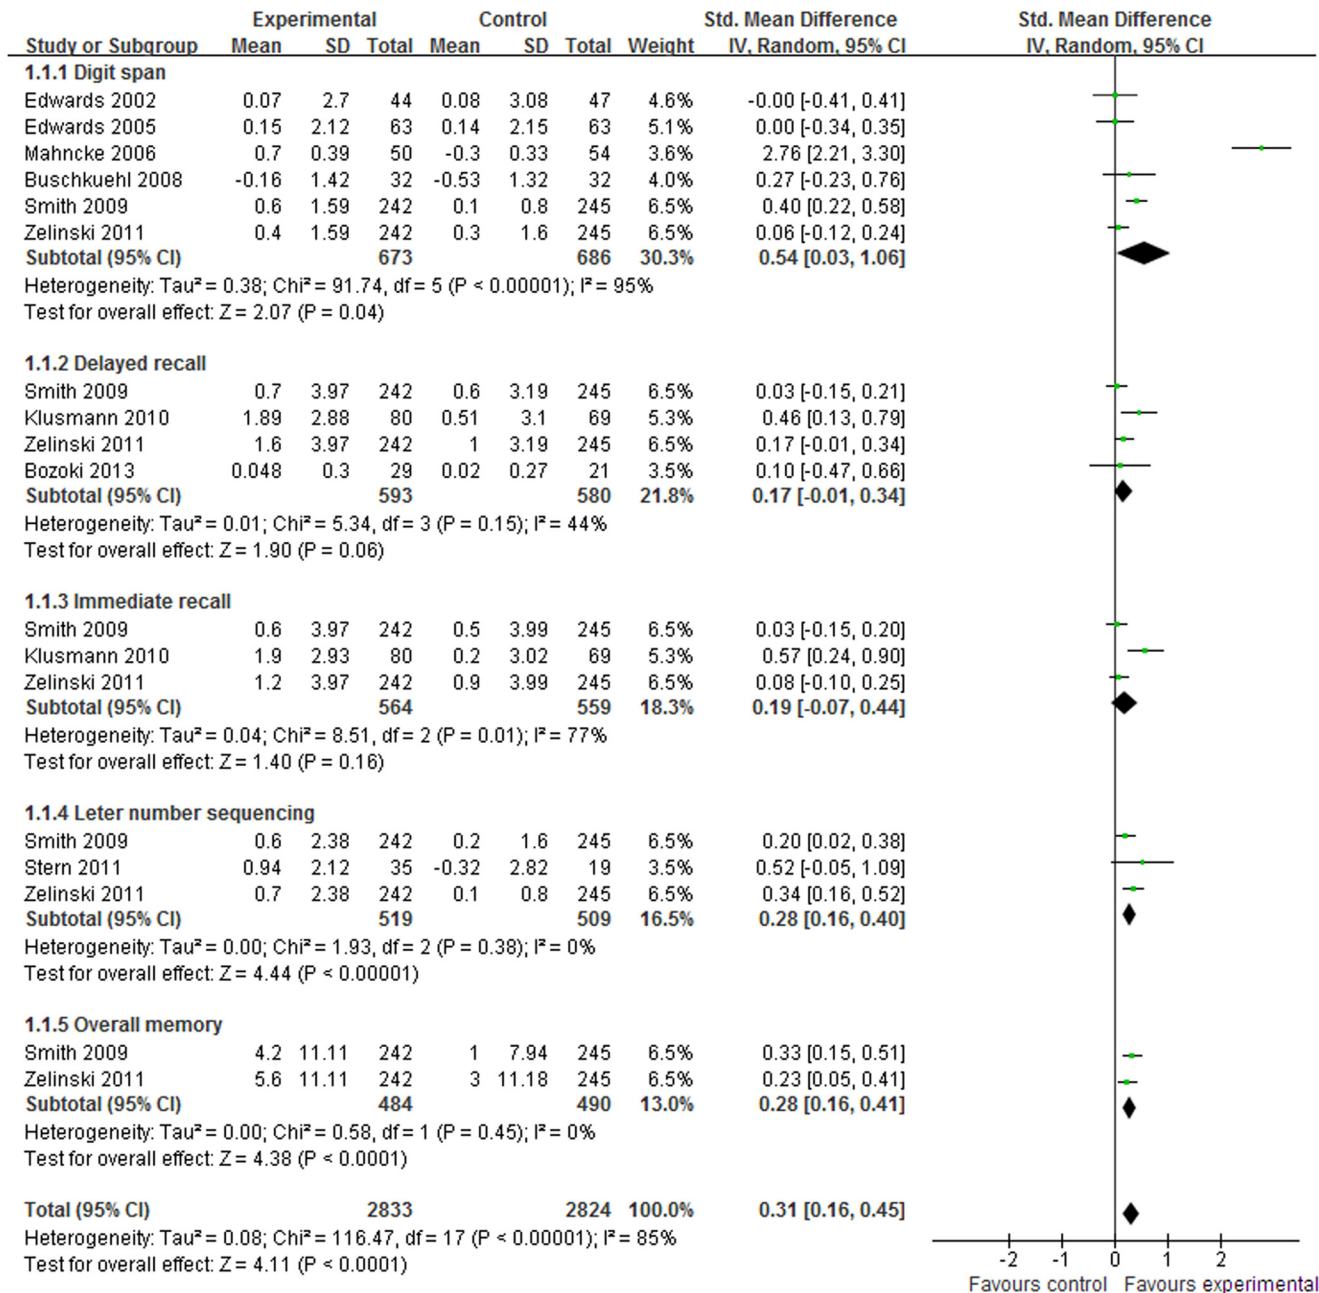 Experimental Control Std. Mean Difference Std. Mean Difference
Study or Subgroup Mean SD Total Mean SD Total Weight IV, Random, 95% CI IV, Random, 95% CI
1.1.1 Digit span
Edwards 2002 0.07 2.7 44 0.08 3.08 47 4.6% -0.00 [-0.41, 0.41]
Edwards 2005 0.15 2.12 63 0.14 2.15 63 5.1% 0.00 [-0.34, 0.35]
Mahncke 2006 0.7 0.39 50 -0.3 0.33 54 3.6% 2.76 [2.21, 3.30]
Buschkuehl 2008 -0.16 1.42 32 -0.53 1.32 32 4.0% 0.27 [-0.23, 0.76]
Smith 2009 0.6 1.59 242 0.1 0.8 245 6.5% 0.40 [0.22, 0.58]
Zelinski 2011 0.4 1.59 242 0.3 1.6 245 6.5% 0.06 [-0.12, 0.24]
Subtotal (95% CI) 673 686 30.3% 0.54 [0.03, 1.06]
Heterogeneity: Tau² = 0.38; Chi² = 91.74, df = 5 (P < 0.00001); I² = 95%
Test for overall effect: Z = 2.07 (P = 0.04)
1.1.2 Delayed recall
Smith 2009 0.7 3.97 242 0.6 3.19 245 6.5% 0.03 [-0.15, 0.21]
Klusmann 2010 1.89 2.88 80 0.51 3.1 69 5.3% 0.46 [0.13, 0.79]
Zelinski 2011 1.6 3.97 242 1 3.19 245 6.5% 0.17 [-0.01, 0.34]
Bozoki 2013 0.048 0.3 29 0.02 0.27 21 3.5% 0.10 [-0.47, 0.66]
Subtotal (95% CI) 593 580 21.8% 0.17 [-0.01, 0.34]
Heterogeneity: Tau² = 0.01; Chi² = 5.34, df = 3 (P = 0.15); I² = 44%
Test for overall effect: Z = 1.90 (P = 0.06)
1.1.3 Immediate recall
Smith 2009 0.6 3.97 242 0.5 3.99 245 6.5% 0.03 [-0.15, 0.20]
Klusmann 2010 1.9 2.93 80 0.2 3.02 69 5.3% 0.57 [0.24, 0.90]
Zelinski 2011 1.2 3.97 242 0.9 3.99 245 6.5% 0.08 [-0.10, 0.25]
Subtotal (95% CI) 564 559 18.3% 0.19 [-0.07, 0.44]
Heterogeneity: Tau² = 0.04; Chi² = 8.51, df = 2 (P = 0.01); I² = 77%
Test for overall effect: Z = 1.40 (P = 0.16)
1.1.4 Leter number sequencing
Smith 2009 0.6 2.38 242 0.2 1.6 245 6.5% 0.20 [0.02, 0.38]
Stern 2011 0.94 2.12 35 -0.32 2.82 19 3.5% 0.52 [-0.05, 1.09]
Zelinski 2011 0.7 2.38 242 0.1 0.8 245 6.5% 0.34 [0.16, 0.52]
Subtotal (95% CI) 519 509 16.5% 0.28 [0.16, 0.40]
Heterogeneity: Tau² = 0.00; Chi² = 1.93, df = 2 (P = 0.38); I² = 0%
Test for overall effect: Z = 4.44 (P < 0.00001)
1.1.5 Overall memory
Smith 2009 4.2 11.11 242 1 7.94 245 6.5% 0.33 [0.15, 0.51]
Zelinski 2011 5.6 11.11 242 3 11.18 245 6.5% 0.23 [0.05, 0.41]
Subtotal (95% CI) 484 490 13.0% 0.28 [0.16, 0.41]
Heterogeneity: Tau² = 0.00; Chi² = 0.58, df = 1 (P = 0.45); I² = 0%
Test for overall effect: Z = 4.38 (P < 0.0001)
Total (95% CI) 2833 2824 100.0% 0.31 [0.16, 0.45]
Heterogeneity: Tau² = 0.08; Chi² = 116.47, df = 17 (P < 0.00001); I² = 85%
Test for overall effect: Z = 4.11 (P < 0.0001)
-2 -1 0 1 2
Favours control Favours experimental